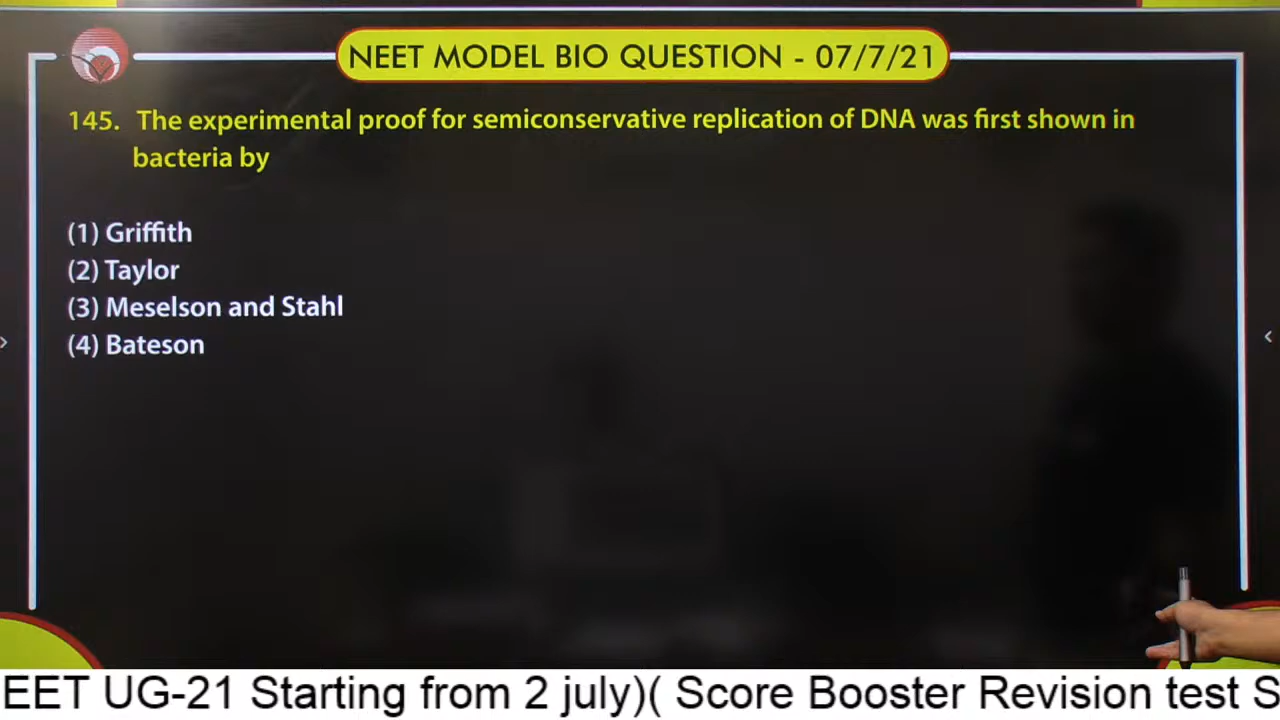 NEET MODEL BIO QUESTION - 07/7/21
145. The experimental proof for semiconservative replication of DNA was first shown in
bacteria by
(1) Griffith
(2) Taylor
(3) Meselson and Stahl
(4) Bateson
EET UG-21 Starting from 2 july)( Score Booster Revision test S